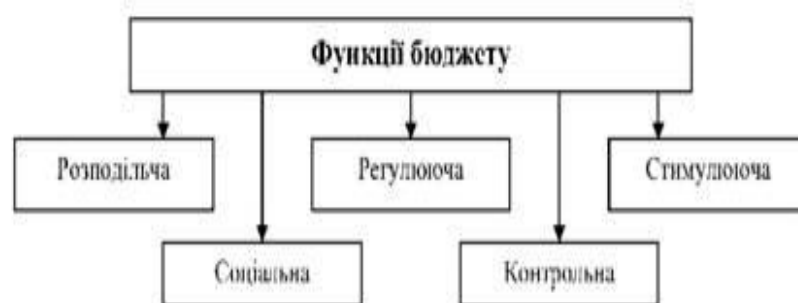 Функції бюджету
Розподільча
Регулююча
Стимулююча
Соціальна
Контрольна